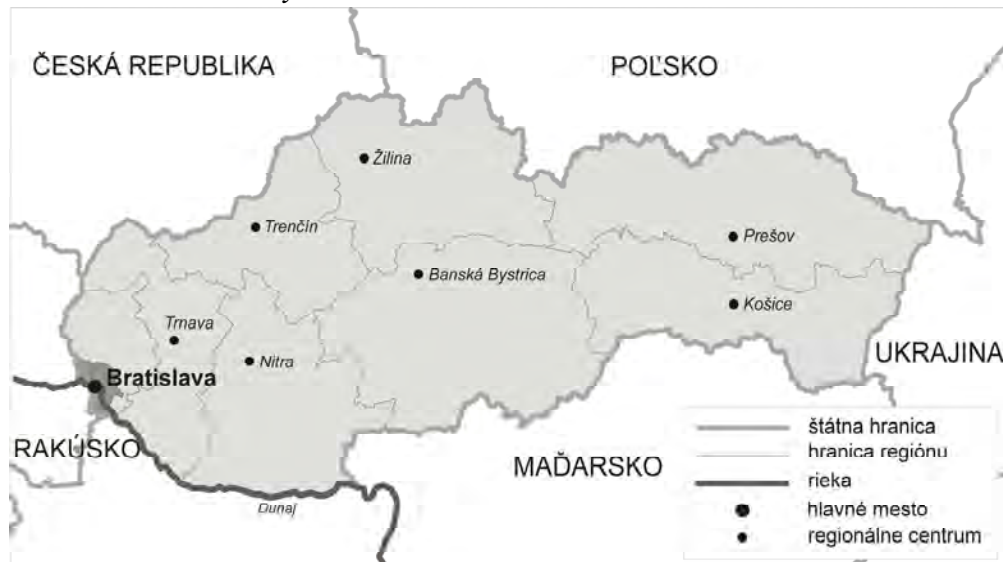 ČESKÁ REPUBLIKA
POĽSKO
Žilina
Trenčín
Prešov
Banská Bystrica
Košice
Trnava
Nitra
UKRAJINA
Bratislava
RAKÚSKO
MAĎARSKO
Dunaj
štátna hranica
hranica regiónu
rieka
hlavné mesto
regionálne centrum